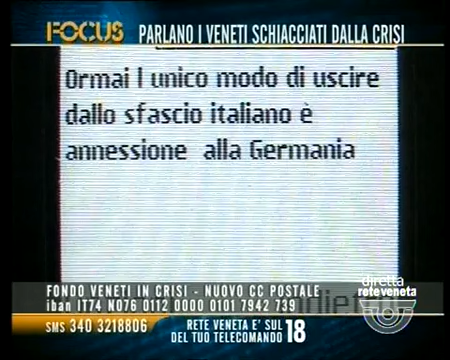 FOCUS PARLANO I VENETI SCHIACCIATI DALLA CRISI
Ormai l unico modo di uscire
dallo sfascio italiano è
annessione alla Germania
FONDO VENETI IN CRISI - NUOVO CC POSTALE
iban IT74 N076 0112 0000 0101 7942 739
diretta
reteveneta
SMS 340 3218806
RETE VENETA E' SUL
DEL TUO TELECOMANDO 18